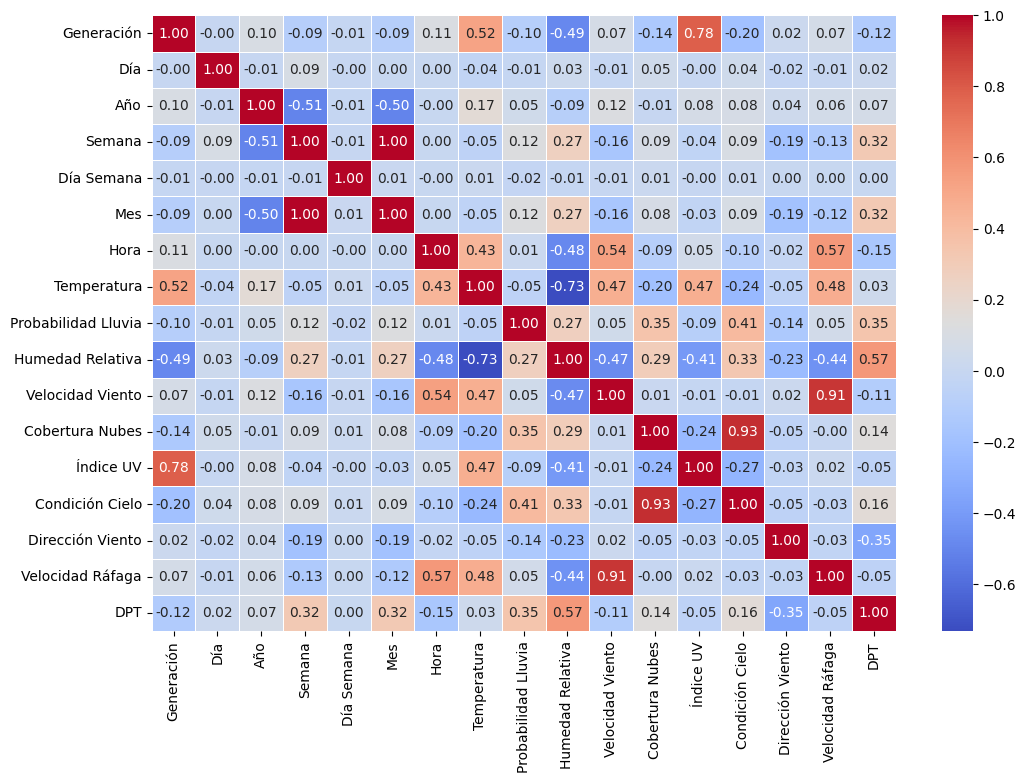 Generación 1.00 -0.00 0.10 -0.09 -0.01 -0.09 0.11 0.52 -0.10 -0.49 0.07 -0.14 0.78 -0.20 0.02 0.07 -0.12
Día -0.00 1.00 -0.01 0.09 -0.00 0.00 0.00 -0.04 -0.01 0.03 -0.01 0.05 -0.00 0.04 -0.02 -0.01 0.02
Año 0.10 -0.01 1.00 -0.51 -0.01 -0.50 -0.00 0.17 0.05 -0.09 0.12 -0.01 0.08 0.08 0.04 0.06 0.07
Semana -0.09 0.09 -0.51 1.00 -0.01 1.00 0.00 -0.05 0.12 0.27 -0.16 0.09 -0.04 0.09 -0.19 -0.13 0.32
Día Semana -0.01 -0.00 -0.01 -0.01 1.00 0.01 -0.00 0.01 -0.02 -0.01 -0.01 0.01 -0.00 0.01 0.00 0.00 0.00
Mes -0.09 0.00 -0.50 1.00 0.01 1.00 0.00 -0.05 0.12 0.27 -0.16 0.08 -0.03 0.09 -0.19 -0.12 0.32
Hora 0.11 0.00 -0.00 0.00 -0.00 0.00 1.00 0.43 0.01 -0.48 0.54 -0.09 0.05 -0.10 -0.02 0.57 -0.15
Temperatura 0.52 -0.04 0.17 -0.05 0.01 -0.05 0.43 1.00 -0.05 -0.73 0.47 -0.20 0.47 -0.24 -0.05 0.48 0.03
Probabilidad Lluvia -0.10 -0.01 0.05 0.12 -0.02 0.12 0.01 -0.05 1.00 0.27 0.05 0.35 -0.09 0.41 -0.14 0.05 0.35
Humedad Relativa -0.49 0.03 -0.09 0.27 -0.01 0.27 -0.48 -0.73 0.27 1.00 -0.47 0.29 -0.41 0.33 -0.23 -0.44 0.57
Velocidad Viento 0.07 -0.01 0.12 -0.16 -0.01 -0.16 0.54 0.47 0.05 -0.47 1.00 0.01 -0.01 -0.01 0.02 0.91 -0.11
Cobertura Nubes -0.14 0.05 -0.01 0.09 0.01 0.08 -0.09 -0.20 0.35 0.29 0.01 1.00 -0.24 0.93 -0.05 -0.00 0.14
Índice UV 0.78 -0.00 0.08 -0.04 -0.00 -0.03 0.05 0.47 -0.09 -0.41 -0.01 -0.24 1.00 -0.27 -0.03 0.02 -0.05
Condición Cielo -0.20 0.04 0.08 0.09 0.01 0.09 -0.10 -0.24 0.41 0.33 -0.01 0.93 -0.27 1.00 -0.05 -0.03 0.16
Dirección Viento 0.02 -0.02 0.04 -0.19 0.00 -0.19 -0.02 -0.05 -0.14 -0.23 0.02 -0.05 -0.03 -0.05 1.00 -0.03 -0.35
Velocidad Ráfaga 0.07 -0.01 0.06 -0.13 0.00 -0.12 0.57 0.48 0.05 -0.44 0.91 -0.00 0.02 -0.03 -0.03 1.00 -0.05
DPT -0.12 0.02 0.07 0.32 0.00 0.32 -0.15 0.03 0.35 0.57 -0.11 0.14 -0.05 0.16 -0.35 -0.05 1.00
Generación
Día
Año
Semana
Día Semana
Mes
Hora
Temperatura
Probabilidad Lluvia
Humedad Relativa
Velocidad Viento
Cobertura Nubes
Índice UV
Condición Cielo
Dirección Viento
Velocidad Ráfaga
DPT
1.0
0.8
0.6
0.4
0.2
0.0
−0.2
−0.4
−0.6